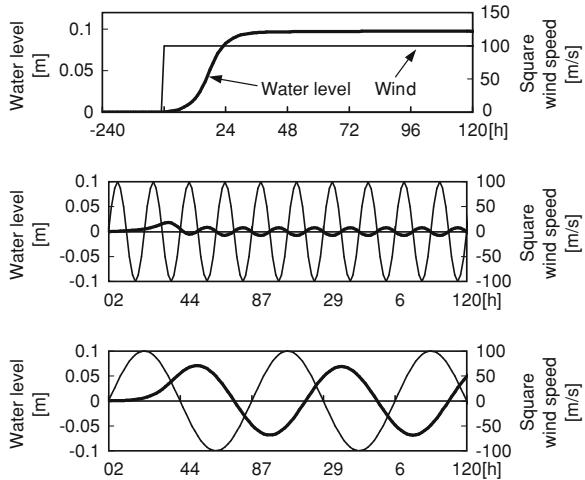 Water level
[m]
0.1
0.05
0
150
100
50
0
Square
wind speed
[m/s]
Water level
Wind
-240 24 48 72 96 120[h]
Water level
[m]
0.1
0.05
0
-0.05
-0.1
100
50
0
-50
-100
Square
wind speed
[m/s]
02 44 87 29 6 120[h]
Water level
[m]
0.1
0.05
0
-0.05
-0.1
100
50
0
-50
-100
Square
wind speed
[m/s]
02 44 87 29 6 120[h]